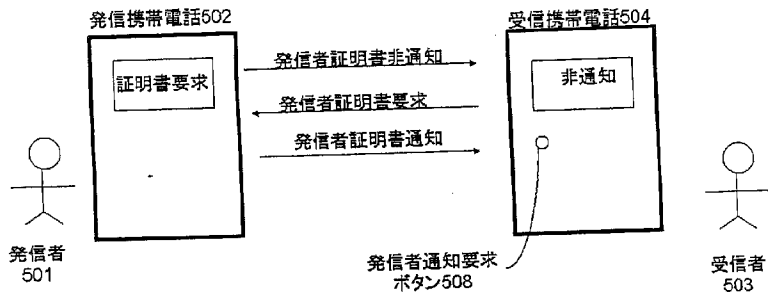 発信携帯電話502
受信携帯電話504
証明書要求
発信者証明書非通知
非通知
発信者証明書要求
発信者証明書通知
発信者
501
発信者通知要求
ボタン508
受信者
503